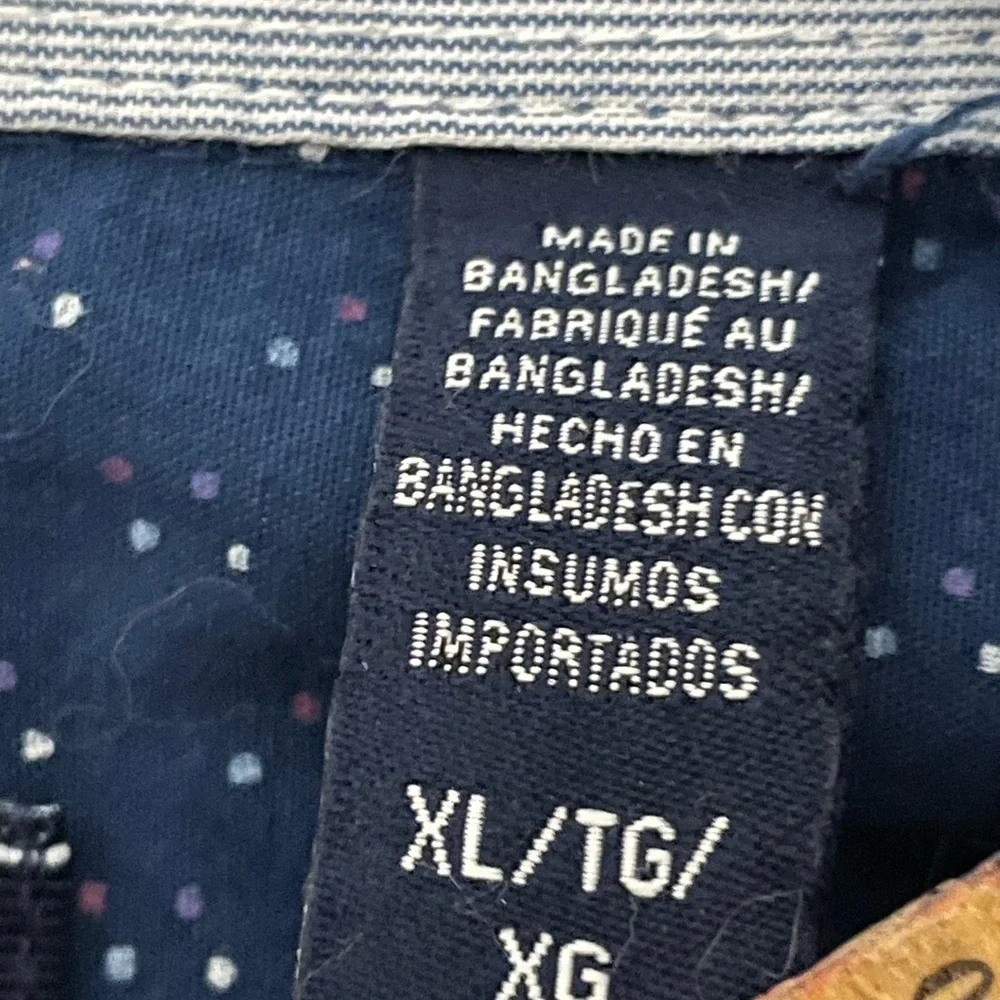 MADE IN
BANGLADESH/
FABRIQUÉ AU
BANGLADESH/
HECHO EN
BANGLADESH CON
INSUMOS
IMPORTADOS
XL/TG/
XG